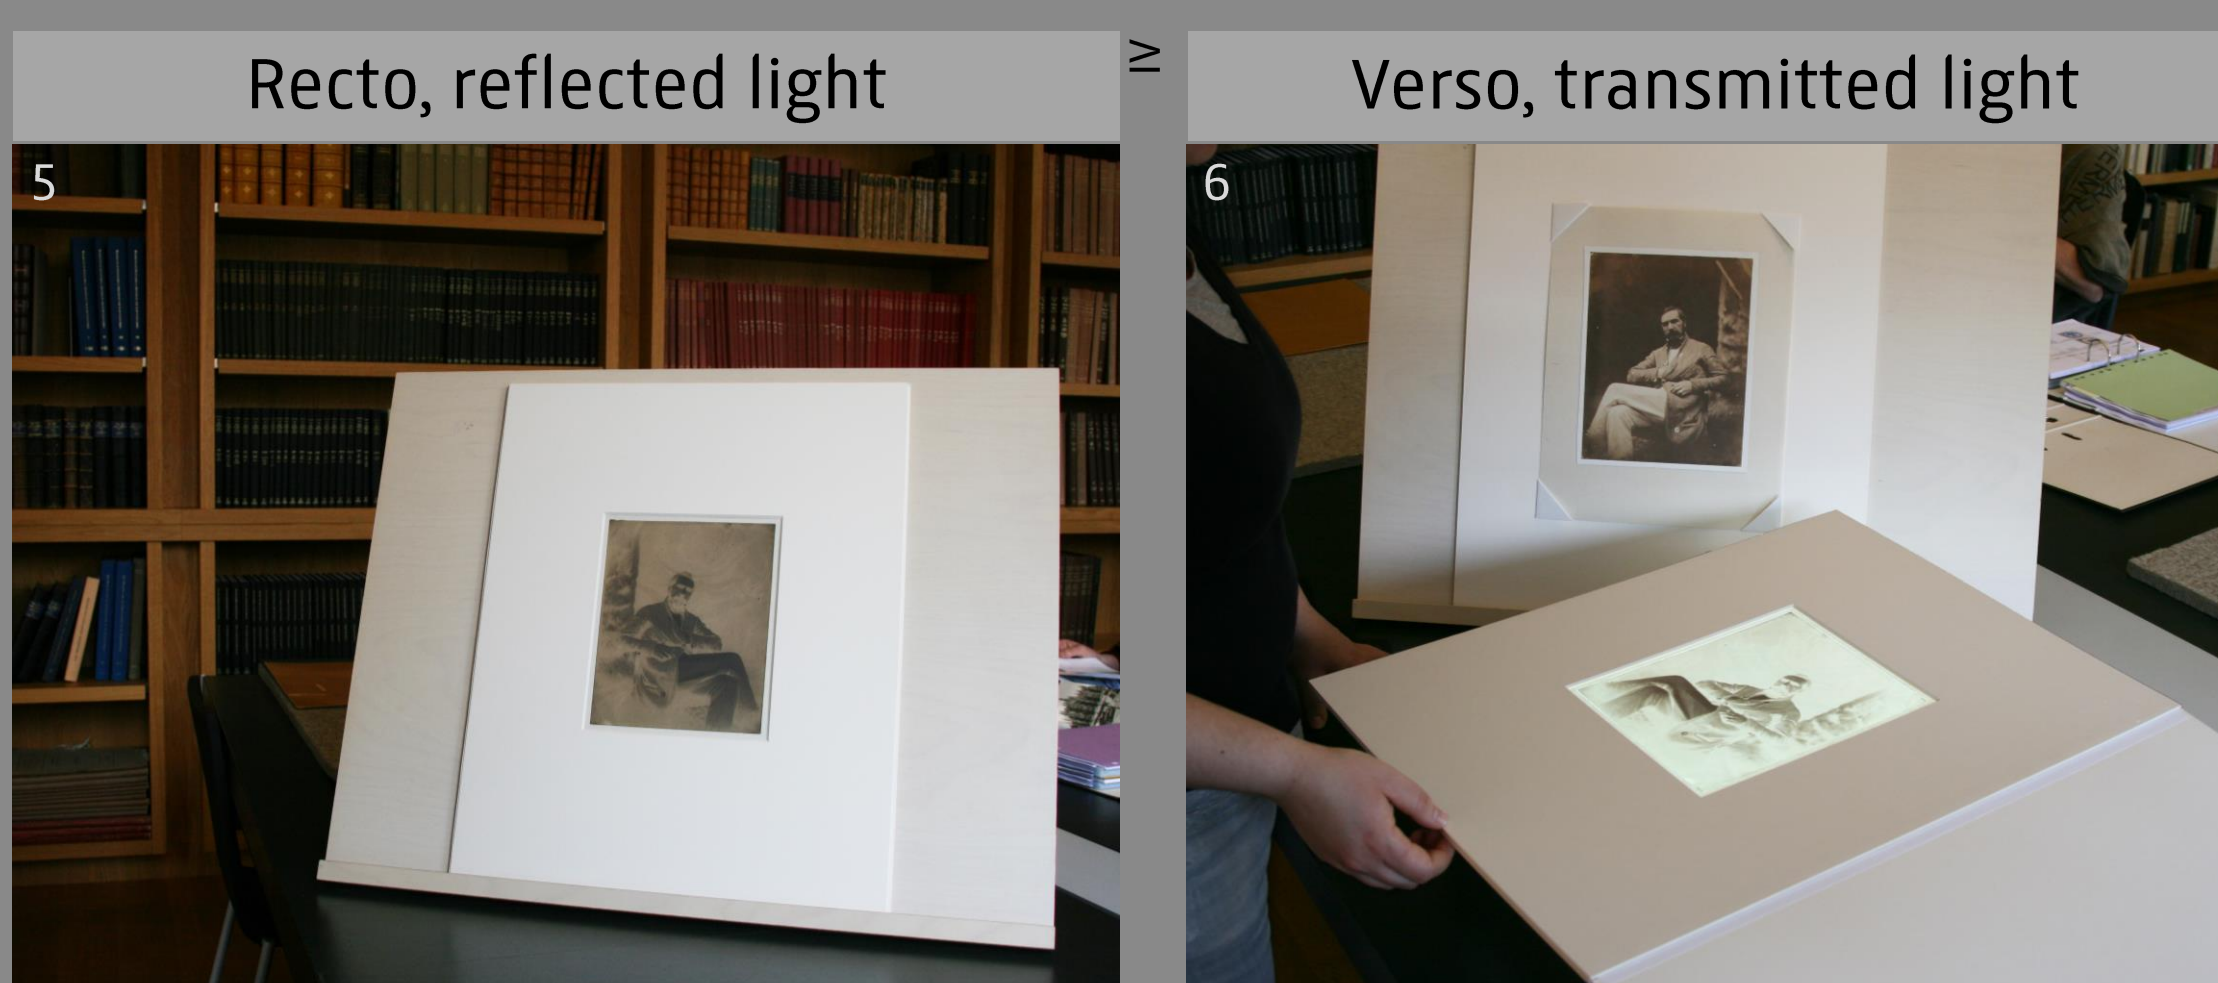 Recto, reflected light
≥
Verso, transmitted light
5
6